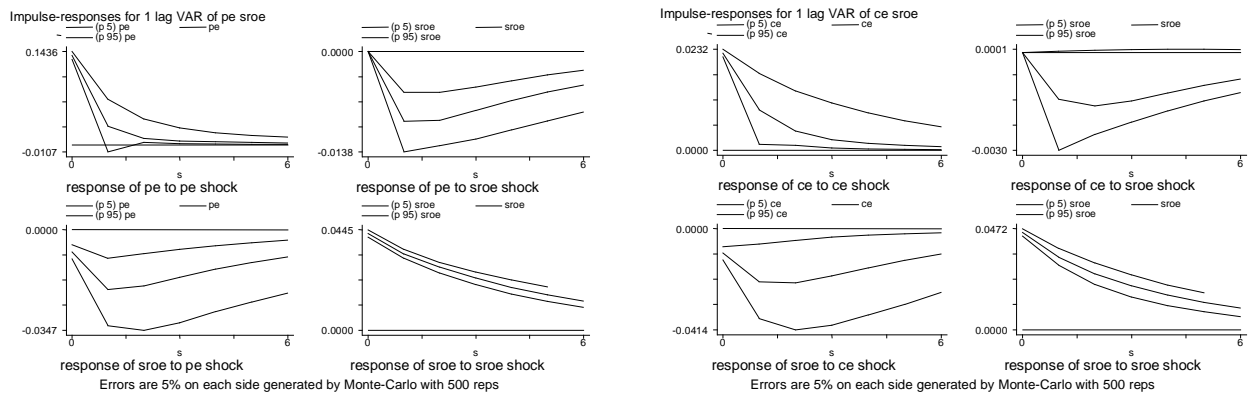 Impulse-responses for 1 lag VAR of pe sroe
(p 5) pe pe
(p 95) sroe
0.1436
-0.0107
0 s 6
response of pe to pe shock
(p 5) sroe sroe
(p 95) sroe
0.0000
-0.0138
0 s 6
response of pe to sroe shock
(p 5) pe pe
(p 95) pe
0.0000
-0.0347
0 s 6
response of sroe to pe shock
(p 5) sroe sroe
(p 95) sroe
0.0445
0.0000
0 s 6
response of sroe to sroe shock
Errors are 5% on each side generated by Monte-Carlo with 500 reps
Impulse-responses for 1 lag VAR of ce sroe
(p 5) ce ce
(p 95) sroe
0.0232
0.0000
0 s 6
response of ce to ce shock
(p 5) sroe sroe
(p 95) sroe
0.0001
-0.0030
0 s 6
response of ce to sroe shock
(p 5) ce ce
(p 95) ce
0.0000
-0.0414
0 s 6
response of sroe to ce shock
(p 5) sroe sroe
(p 95) sroe
0.0472
0.0000
0 s 6
response of sroe to sroe shock
Errors are 5% on each side generated by Monte-Carlo with 500 reps